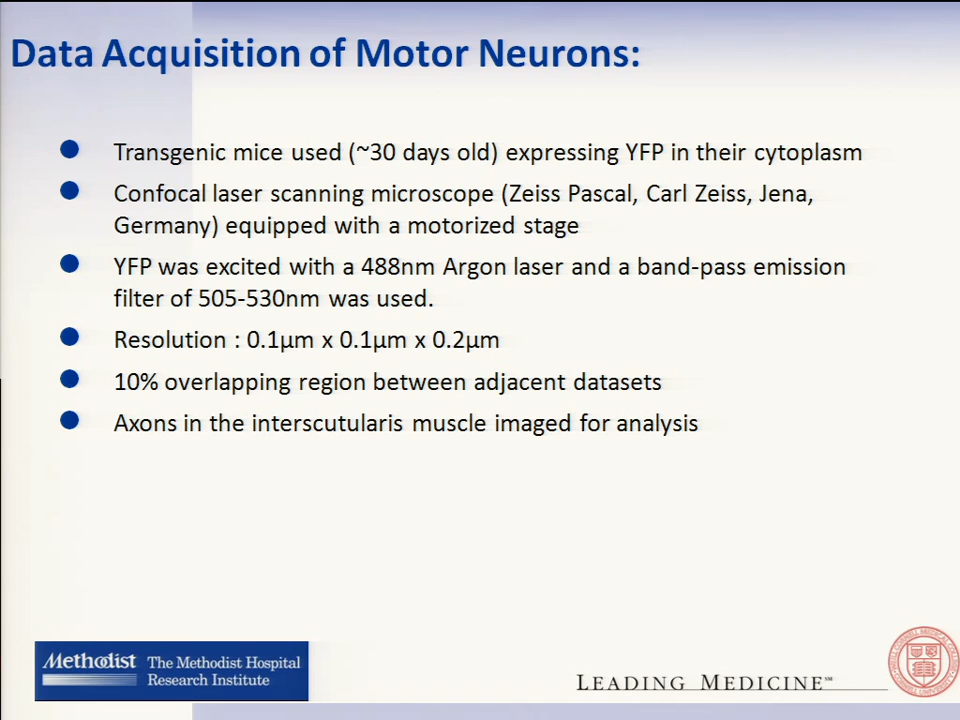 Data Acquisition of Motor Neurons:
Transgenic mice used (~30 days old) expressing YFP in their cytoplasm
Confocal laser scanning microscope (Zeiss Pascal, Carl Zeiss, Jena,
Germany) equipped with a motorized stage
YFP was excited with a 488nm Argon laser and a band-pass emission
filter of 505-530nm was used.
Resolution : 0.1µm x 0.1µm x 0.2µm
10% overlapping region between adjacent datasets
Axons in the interscutularis muscle imaged for analysis
Methodist The Methodist Hospital
Research Institute
LEADING MEDICINE℠